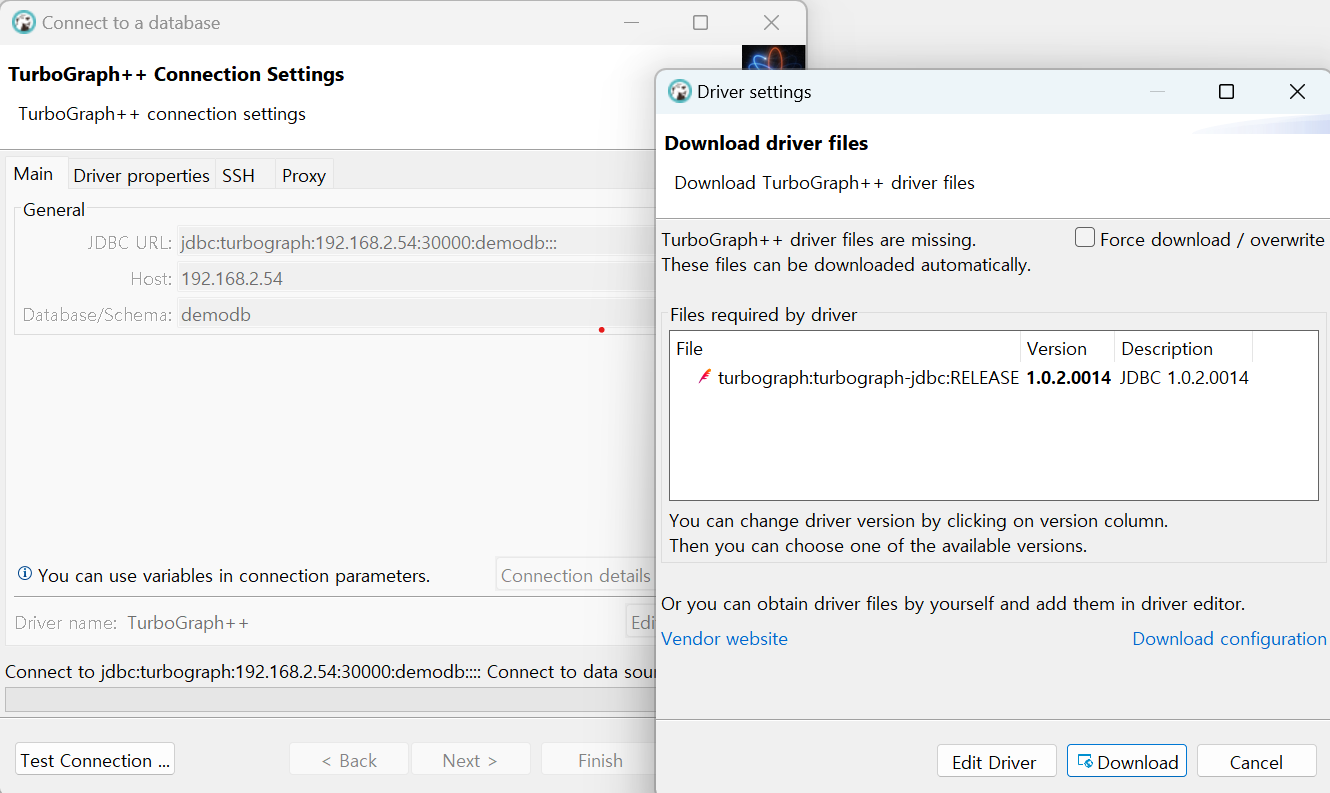 Connect to a database
TurboGraph++ Connection Settings
TurboGraph++ connection settings
Main
Driver properties
SSH
Proxy
General
JDBC URL: jdbc:turbograph:192.168.2.54:30000:demodb:::
Host: 192.168.2.54
Database/Schema: demodb
You can use variables in connection parameters.
Connection details
Driver name: TurboGraph++
Edi
Connect to jdbc:turbograph:192.168.2.54:30000:demodb:::: Connect to data sour
Test Connection ...
< Back
Next >
Finish
Driver settings
Download driver files
Download TurboGraph++ driver files
TurboGraph++ driver files are missing.
These files can be downloaded automatically.
Force download / overwrite
Files required by driver
File Version Description
turbograph:turbograph-jdbc:RELEASE 1.0.2.0014 JDBC 1.0.2.0014
You can change driver version by clicking on version column.
Then you can choose one of the available versions.
Or you can obtain driver files by yourself and add them in driver editor.
Vendor website
Download configuration
Edit Driver
Download
Cancel